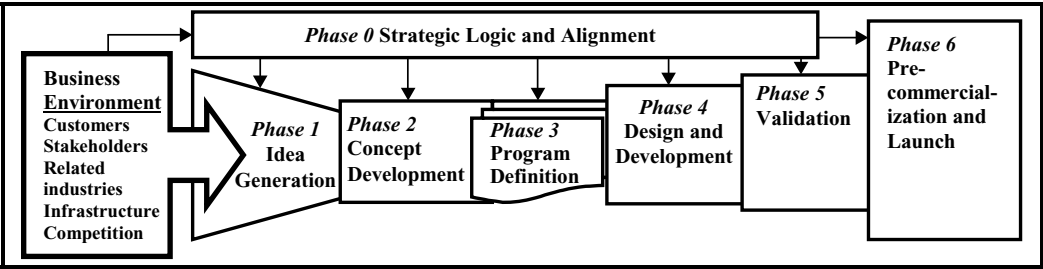 Phase 0 Strategic Logic and Alignment
Business
Environment
Customers
Stakeholders
Related
industries
Infrastructure
Competition
Phase 1
Idea
Generation
Phase 2
Concept
Development
Phase 3
Program
Definition
Phase 4
Design and
Development
Phase 5
Validation
Phase 6
Pre-
commercial-
ization and
Launch